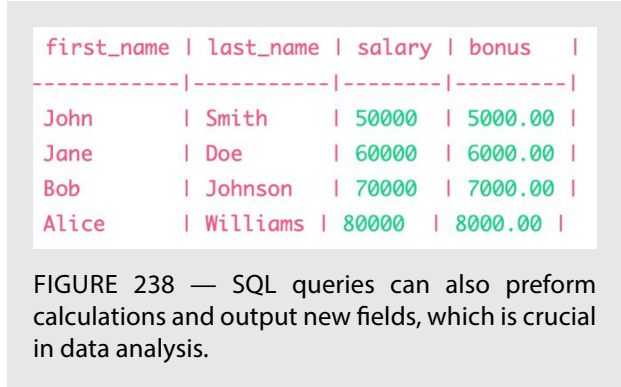 first_name | last_name | salary | bonus |
------------|-----------|--------|---------|
John | Smith | 50000 | 5000.00 |
Jane | Doe | 60000 | 6000.00 |
Bob | Johnson | 70000 | 7000.00 |
Alice | Williams | 80000 | 8000.00 |
FIGURE 238 — SQL queries can also preform
calculations and output new fields, which is crucial
in data analysis.